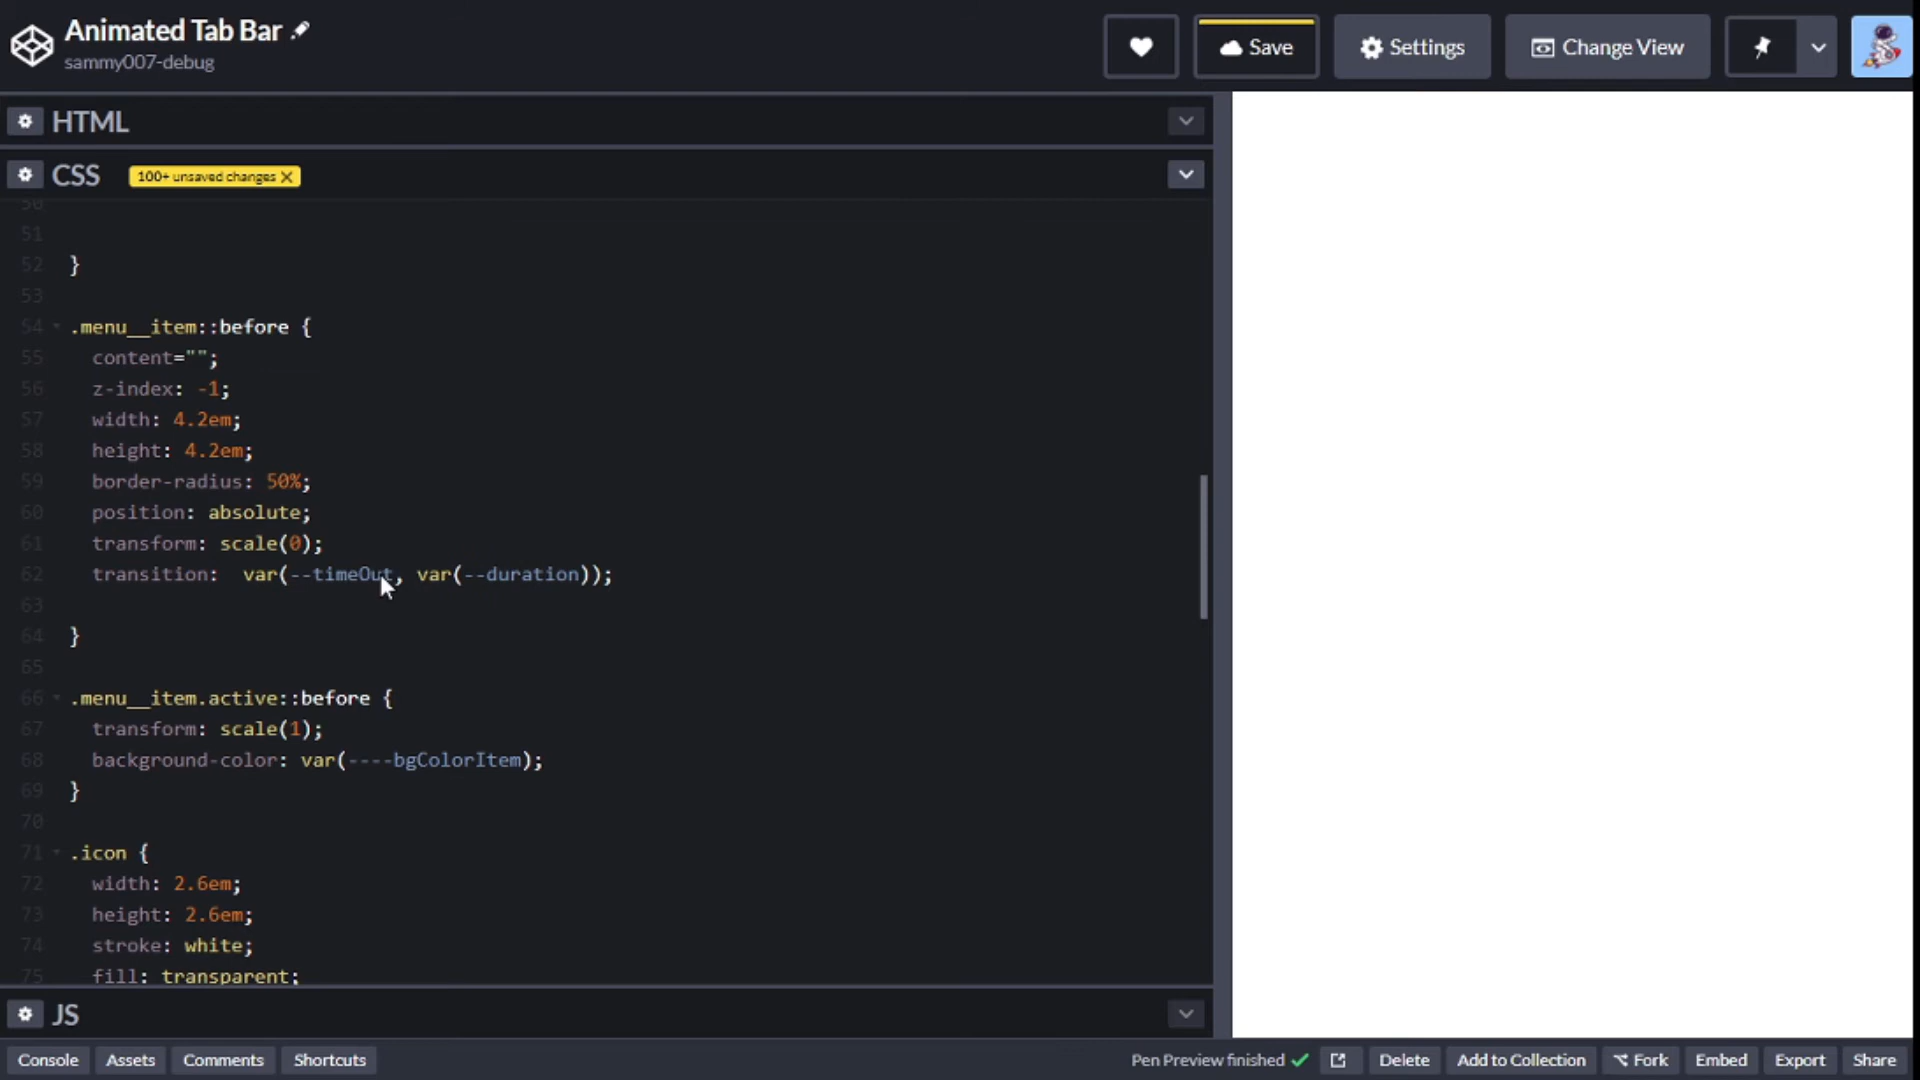 Animated Tab Bar
sammy007-debug
Save
Settings
Change View
HTML
CSS
100+ unsaved changes X
50
51
52 }
53
54 .menu__item::before {
55 content="";
56 z-index: -1;
57 width: 4.2em;
58 height: 4.2em;
59 border-radius: 50%;
60 position: absolute;
61 transform: scale(0);
62 transition:  var(--timeOut, var(--duration));
63
64 }
65
66 .menu__item.active::before {
67 transform: scale(1);
68 background-color: var(----bgColorItem);
69 }
70
71 .icon {
72 width: 2.6em;
73 height: 2.6em;
74 stroke: white;
75 fill: transparent;
JS
Console Assets Comments Shortcuts Pen Preview finished Delete Add to Collection Fork Embed Export Share